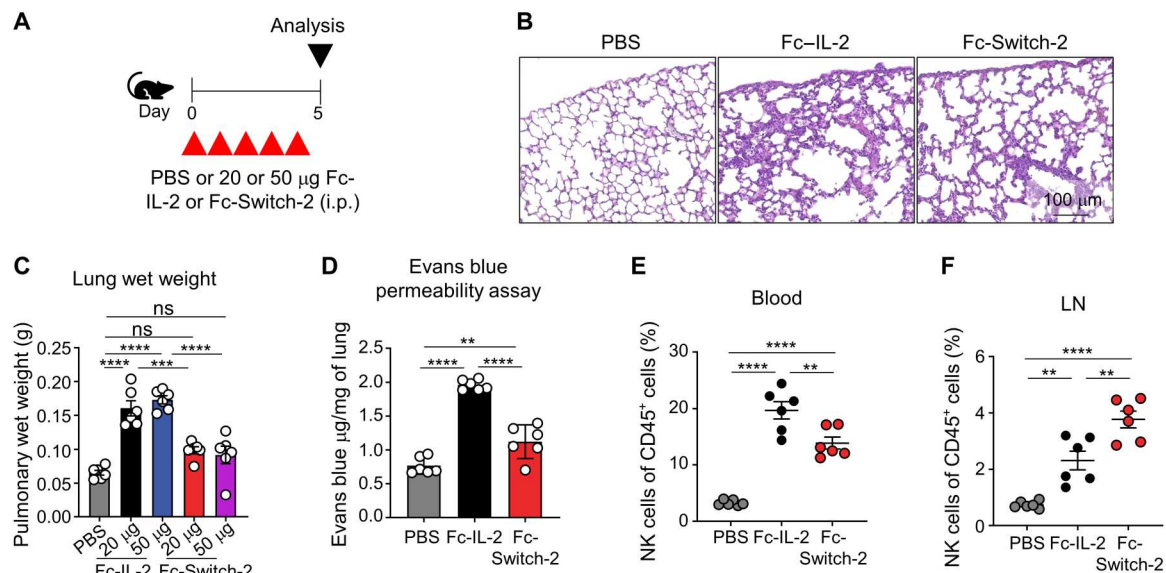 A
Analysis
Day
0
5
PBS or 20 or 50 μg Fc-
IL-2 or Fc-Switch-2 (i.p.)
B
PBS
Fc–IL-2
Fc-Switch-2
100 μm
C
Lung wet weight
ns
ns
**** ****
**** ***
Pulmonary wet weight (g)
0.25
0.20
0.15
0.10
0.05
0.00
PBS
20 μg
50 μg
20 μg
50 μg
Fc-IL-2
Fc-Switch-2
D
Evans blue
permeability assay
**
**** ****
Evans blue μg/mg of lung
2.5
2.0
1.5
1.0
0.5
0.0
PBS Fc-IL-2 Fc-
Switch-2
E
Blood
****
**** **
NK cells of CD45⁺ cells (%)
30
20
10
0
PBS Fc-IL-2 Fc-
Switch-2
F
LN
****
** **
NK cells of CD45⁺ cells (%)
6
4
2
0
PBS Fc-IL-2 Fc-
Switch-2